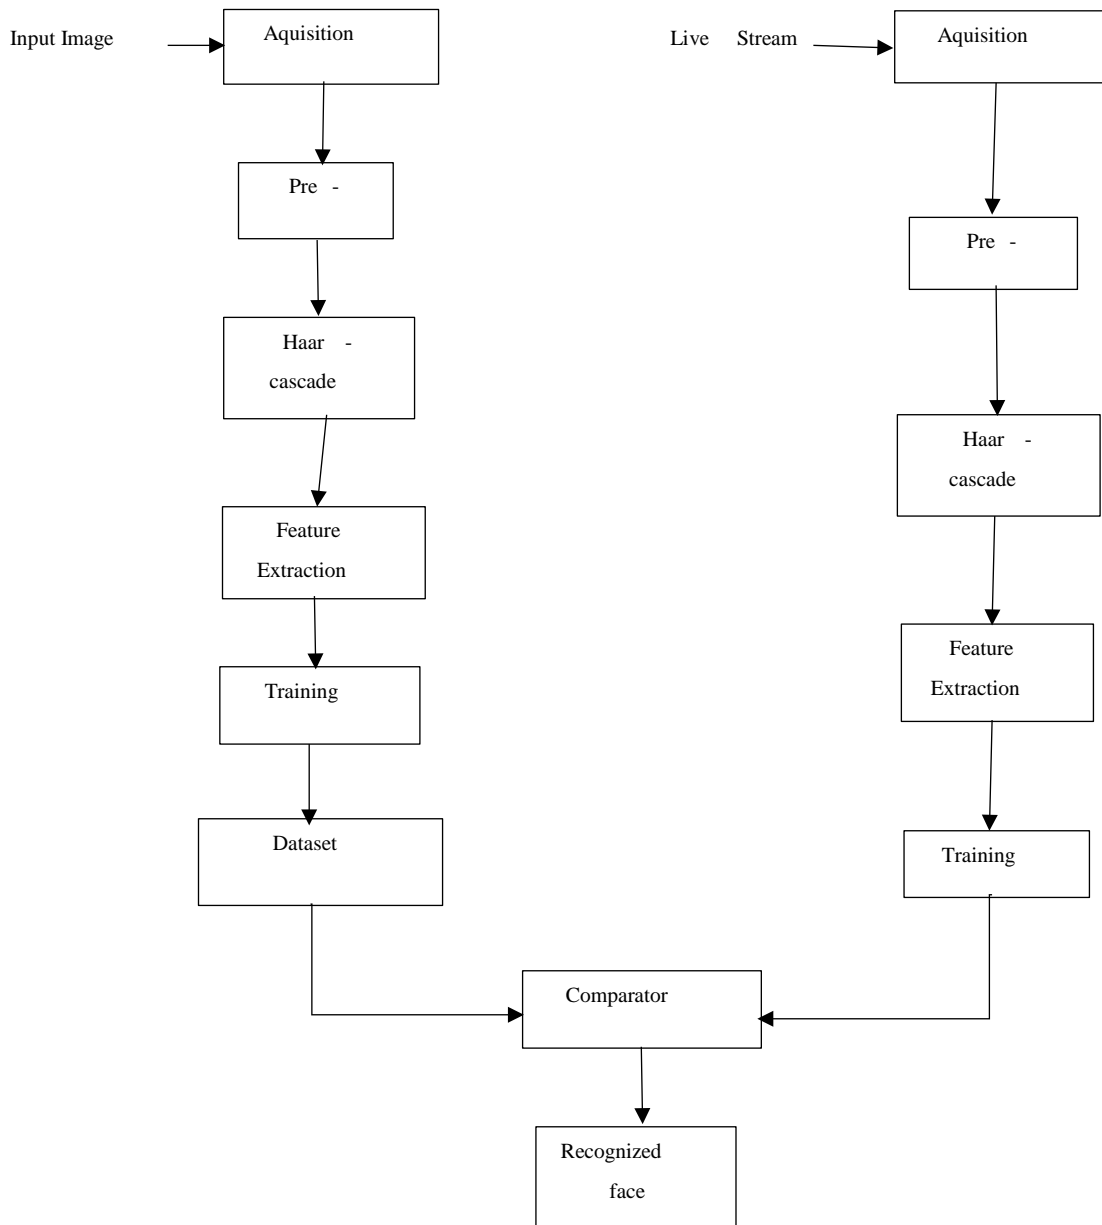 Input Image
Aquisition
Pre -
Haar -
cascade
Feature
Extraction
Training
Dataset
Live Stream
Aquisition
Pre -
Haar -
cascade
Feature
Extraction
Training
Comparator
Recognized
face